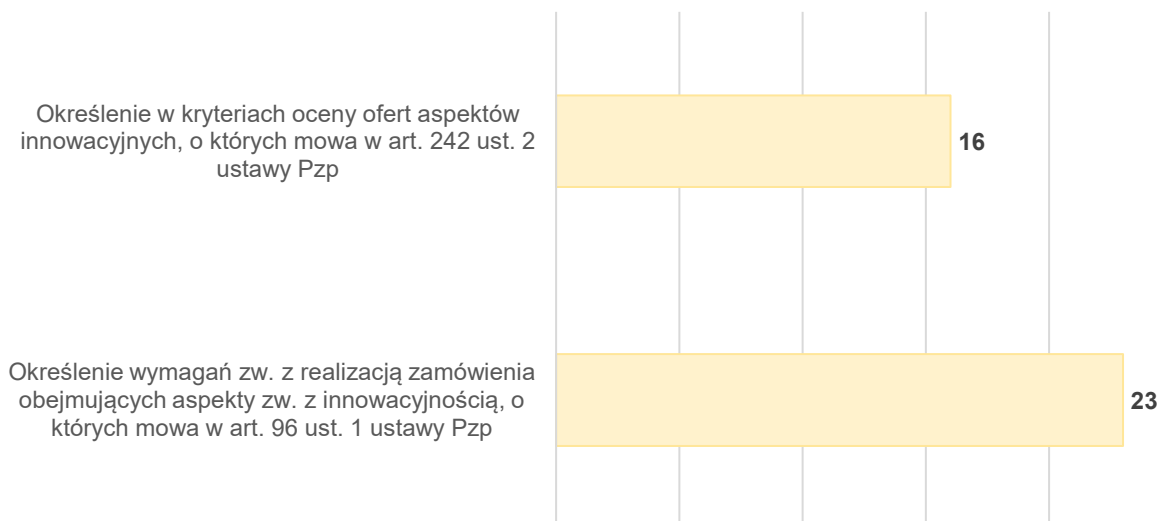 Określenie w kryteriach oceny ofert aspektów
innowacyjnych, o których mowa w art. 242 ust. 2
ustawy Pzp
16
Określenie wymagań zw. z realizacją zamówienia
obejmujących aspekty zw. z innowacyjnością, o
których mowa w art. 96 ust. 1 ustawy Pzp
23